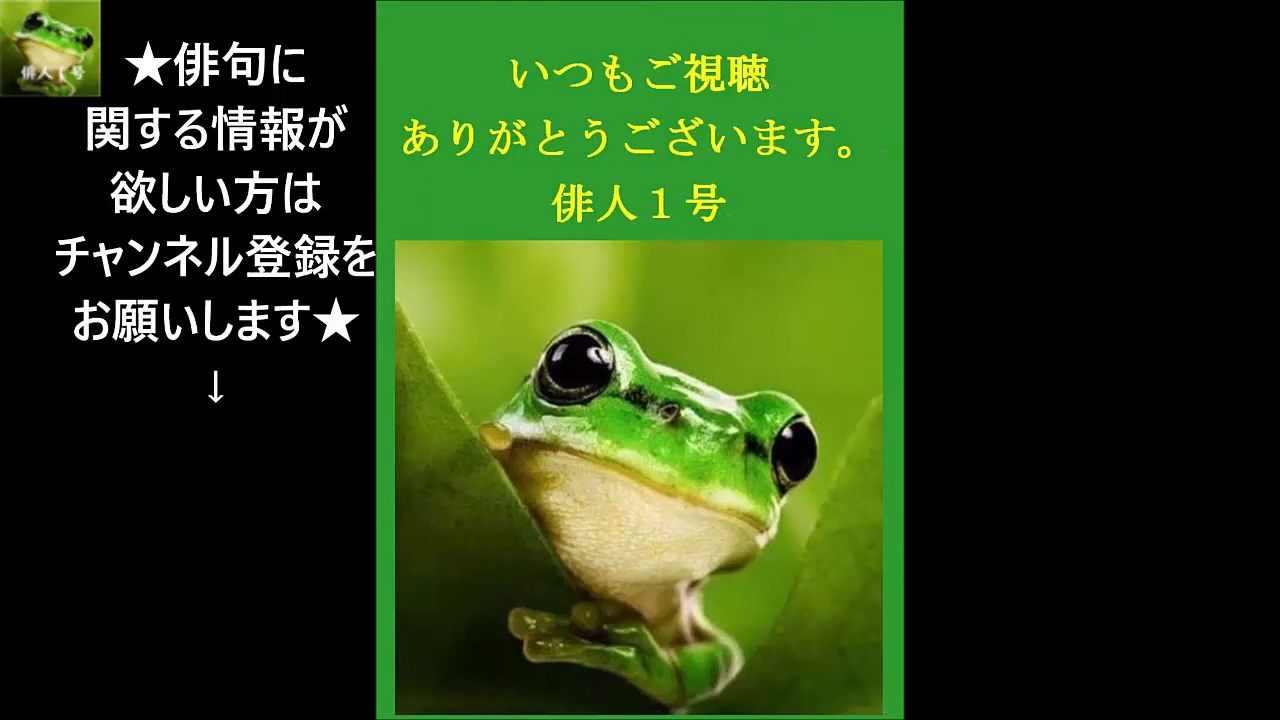 俳人1号
★俳句に
関する情報が
欲しい方は
チャンネル登録を
お願いします★
↓
いつもご視聴
ありがとうございます。
俳人１号